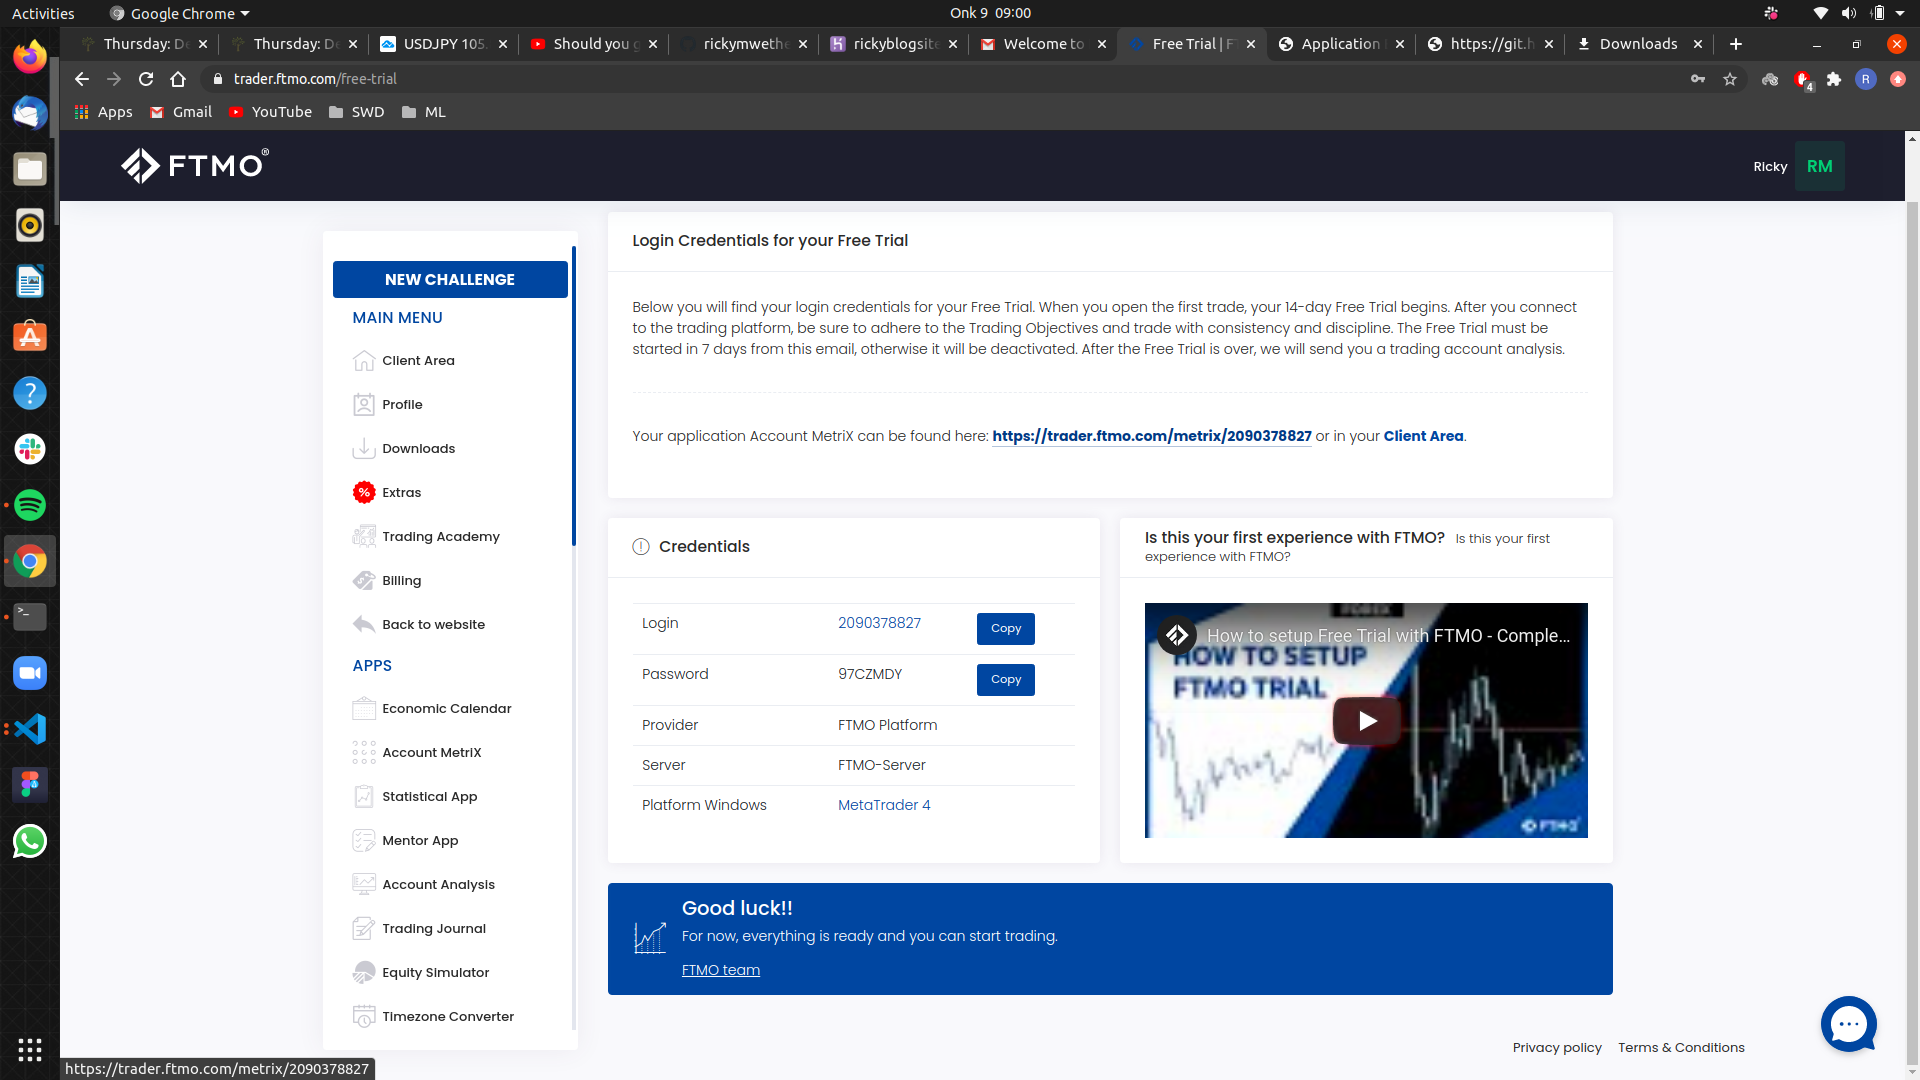 Activities
Google Chrome
Onk 9 09:00
Thursday: De
Thursday: De
USDJPY 105.
Should you g
rickymwethe
rickyblogsite
Welcome to
Free Trial | FT
Application
https://git.h
Downloads
trader.ftmo.com/free-trial
4
R
Apps
Gmail
YouTube
SWD
ML
FTMO®
Ricky
RM
NEW CHALLENGE
MAIN MENU
Client Area
Profile
Downloads
Extras
Trading Academy
Billing
Back to website
APPS
Economic Calendar
Account MetriX
Statistical App
Mentor App
Account Analysis
Trading Journal
Equity Simulator
Timezone Converter
Login Credentials for your Free Trial
Below you will find your login credentials for your Free Trial. When you open the first trade, your 14-day Free Trial begins. After you connect
to the trading platform, be sure to adhere to the Trading Objectives and trade with consistency and discipline. The Free Trial must be
started in 7 days from this email, otherwise it will be deactivated. After the Free Trial is over, we will send you a trading account analysis.
Your application Account MetriX can be found here: https://trader.ftmo.com/metrix/2090378827 or in your Client Area.
Credentials
Login 2090378827 Copy
Password 97CZMDY Copy
Provider FTMO Platform
Server FTMO-Server
Platform Windows MetaTrader 4
Is this your first experience with FTMO? Is this your first
experience with FTMO?
FOREX
How to setup Free Trial with FTMO - Comple...
HOW TO SETUP
FTMO TRIAL
FTMO
Good luck!!
For now, everything is ready and you can start trading.
FTMO team
Privacy policy
Terms & Conditions
https://trader.ftmo.com/metrix/2090378827